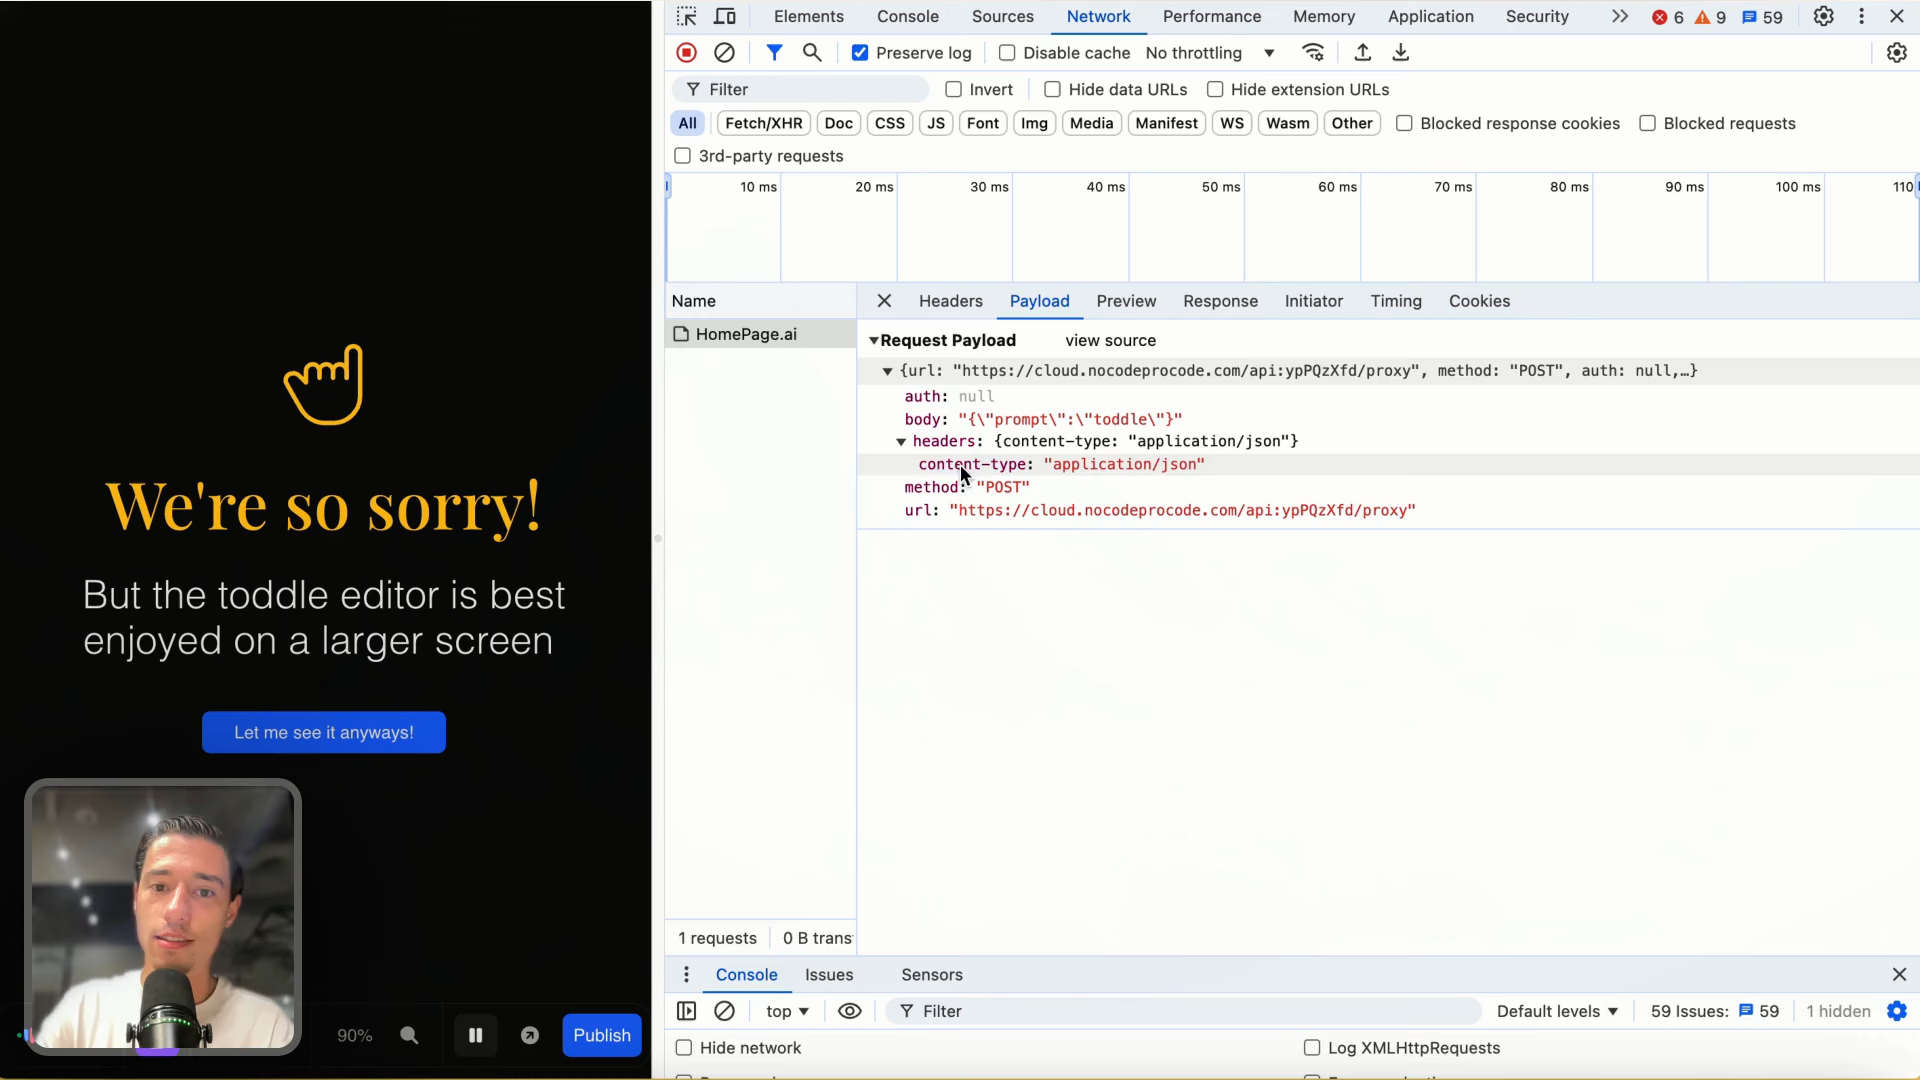 Elements Console Sources Network Performance Memory Application Security 6 9 59
Preserve log Disable cache No throttling
Filter Invert Hide data URLs Hide extension URLs
All Fetch/XHR Doc CSS JS Font Img Media Manifest WS Wasm Other Blocked response cookies Blocked requests
3rd-party requests
10 ms 20 ms 30 ms 40 ms 50 ms 60 ms 70 ms 80 ms 90 ms 100 ms 110
Name Headers Payload Preview Response Initiator Timing Cookies
HomePage.ai
Request Payload view source
{url: "https://cloud.nocodeprocode.com/api:ypPQzXfd/proxy", method: "POST", auth: null,…}
auth: null
body: "{\"prompt\":\"toddle\"}"
headers: {content-type: "application/json"}
content-type: "application/json"
method: "POST"
url: "https://cloud.nocodeprocode.com/api:ypPQzXfd/proxy"
We're so sorry!
But the toddle editor is best
enjoyed on a larger screen
Let me see it anyways!
90% Publish
1 requests 0 B trans
Console Issues Sensors
top Filter Default levels 59 Issues: 59 1 hidden
Hide network Log XMLHttpRequests